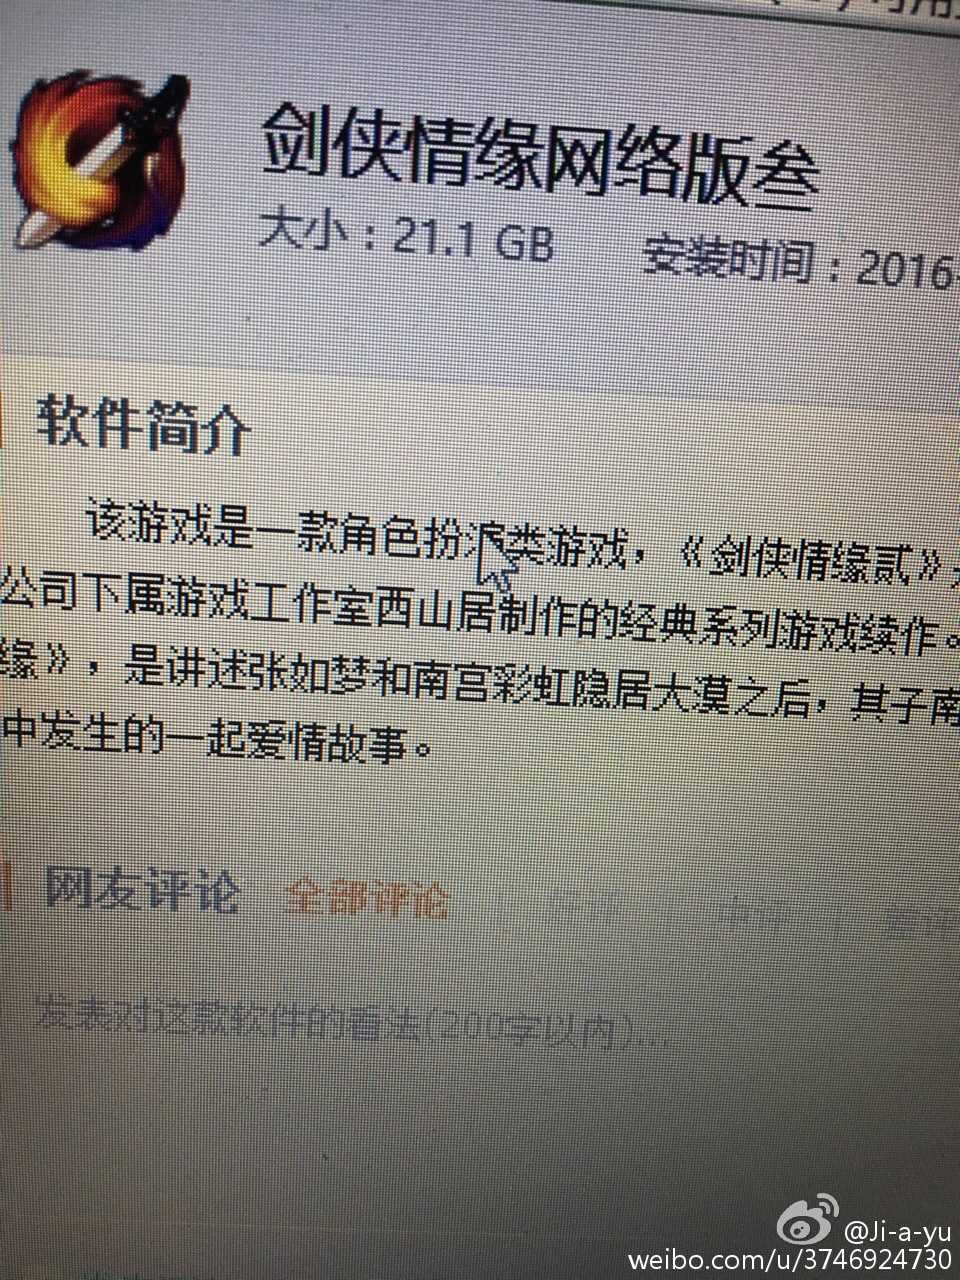 剑侠情缘网络版叁
大小：21.1 GB 安装时间：2016-
软件简介
该游戏是一款角色扮演类游戏，《剑侠情缘贰》
公司下属游戏工作室西山居制作的经典系列游戏续作。
缘》，是讲述张如梦和南宫彩虹隐居大漠之后，其子南
中发生的一起爱情故事。
网友评论 全部评论 好评 中评 差评
发表对这款软件的看法(200字以内)...
@Ji-a-yu
weibo.com/u/3746924730